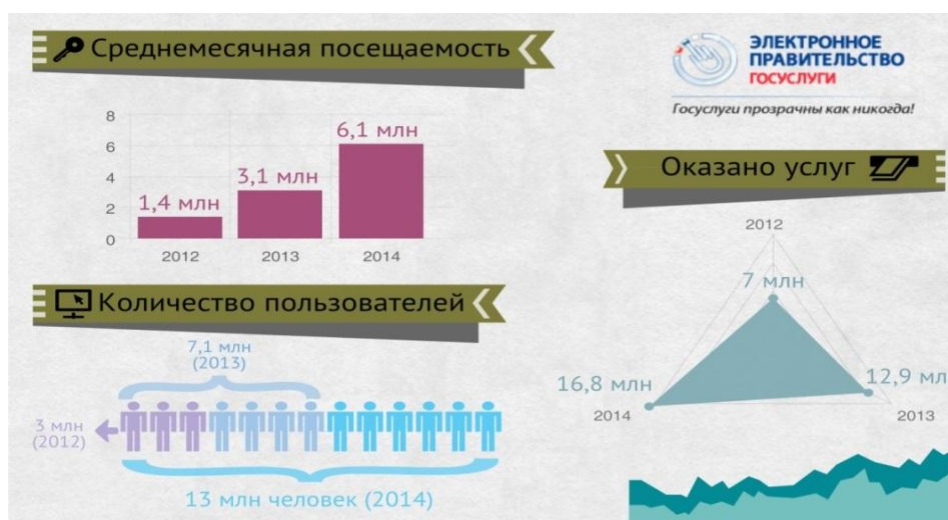 Среднемесячная посещаемость
8
6
4
2
0
1,4 млн
3,1 млн
6,1 млн
2012
2013
2014
Количество пользователей
7,1 млн
(2013)
3 млн
(2012)
13 млн человек (2014)
ЭЛЕКТРОННОЕ
ПРАВИТЕЛЬСТВО
ГОСУСЛУГИ
Госуслуги прозрачны как никогда!
Оказано услуг
2012
7 млн
16,8 млн
12,9 мл
2014
2013